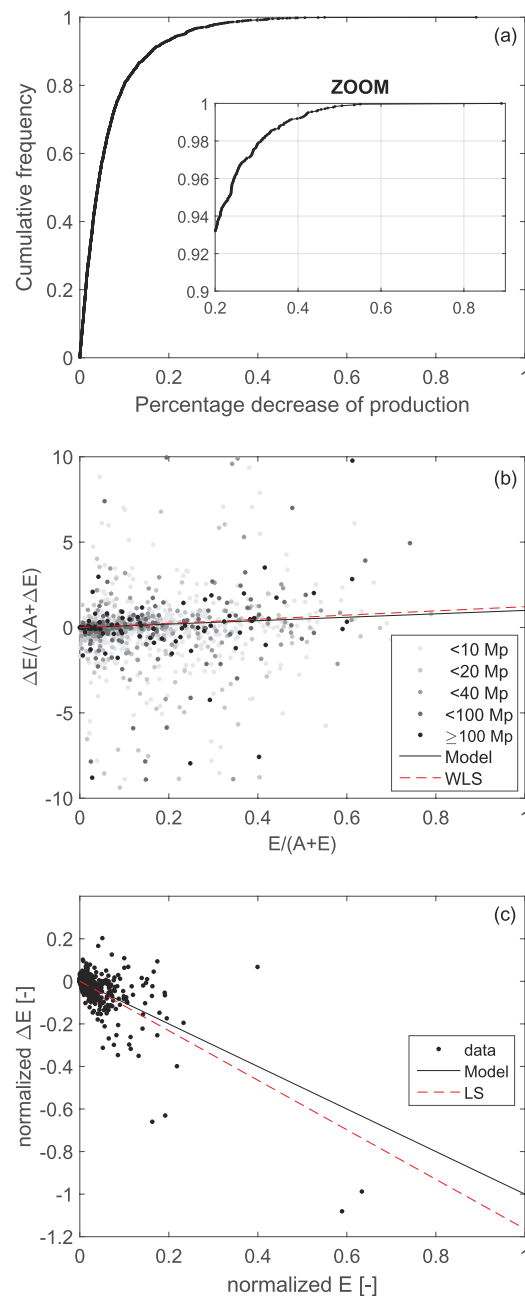 (a)
1
0.8
0.6
0.4
0.2
0
Cumulative frequency
ZOOM
1
0.98
0.96
0.94
0.92
0.9
0.2 0.4 0.6 0.8
0 0.2 0.4 0.6 0.8 1
Percentage decrease of production
(b)
10
5
0
-5
-10
ΔE/(ΔA+ΔE)
<10 Mp
<20 Mp
<40 Mp
<100 Mp
≥100 Mp
Model
WLS
0 0.2 0.4 0.6 0.8 1
E/(A+E)
(c)
0.2
0
-0.2
-0.4
-0.6
-0.8
-1
-1.2
normalized ΔE [-]
data
Model
LS
0 0.2 0.4 0.6 0.8 1
normalized E [-]